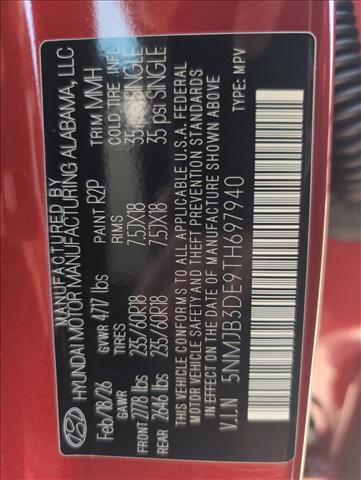 MANUFACTURED BY
HYUNDAI MOTOR MANUFACTURING ALABAMA, LLC
Feb/18/26 GVWR 4777 lbs PAINT R2P TRIM MMH
GAWR TIRES RIMS COLD TIRE INFL
FRONT 2778 lbs 235/60R18 7.5JX18 35 psi SINGLE
REAR 2646 lbs 235/60R18 7.5JX18 35 psi SINGLE
THIS VEHICLE CONFORMS TO ALL APPLICABLE U.S.A. FEDERAL
MOTOR VEHICLE SAFETY AND THEFT PREVENTION STANDARDS
IN EFFECT ON THE DATE OF MANUFACTURE SHOWN ABOVE
V.I.N 5NMJB3DE9TH697940 TYPE: MPV